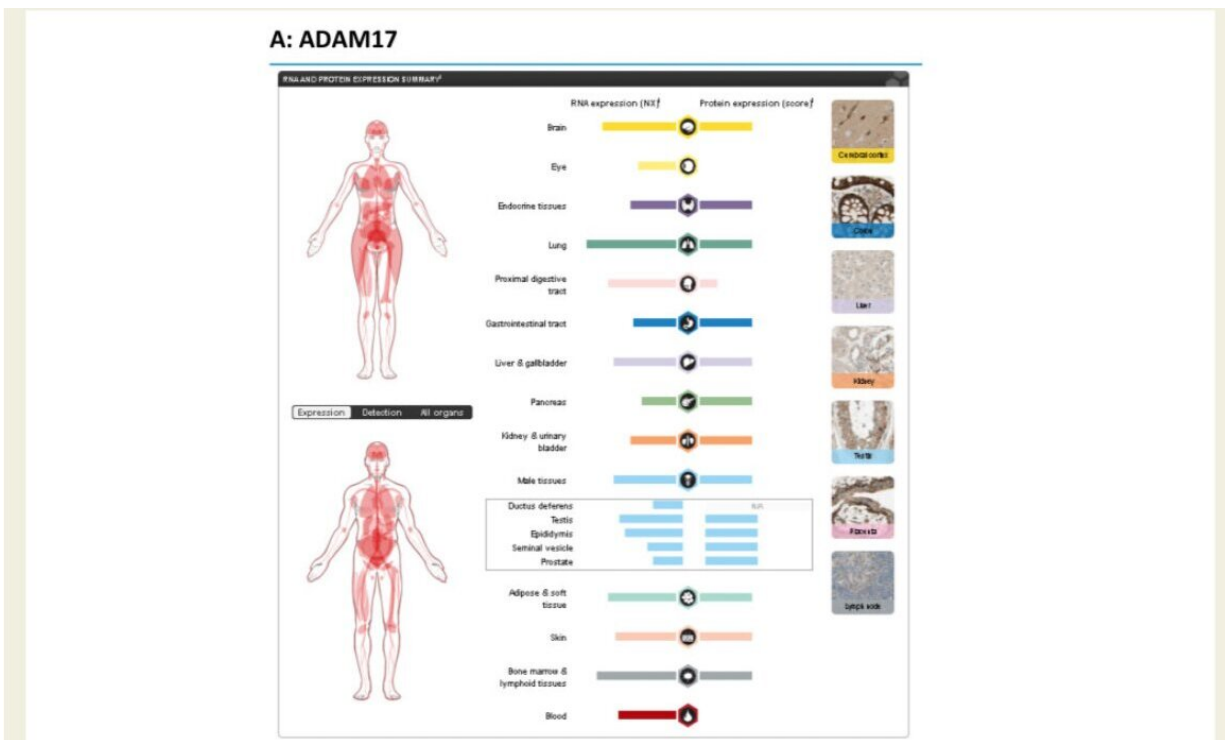 A: ADAM17
RNA AND PROTEIN EXPRESSION SUMMARY
RNA expression (NX)
Protein expression (score)
Brain
Eye
Endocrine tissues
Lung
Proximal digestive
tract
Gastrointestinal tract
Liver & gallbladder
Pancreas
Kidney & urinary
bladder
Male tissues
Ductus deferens
N/A
Testis
Epididymis
Seminal vesicle
Prostate
Adipose & soft
tissue
Skin
Bone marrow &
lymphoid tissues
Blood
Expression Detection All organs
Cerebral cortex
Colon
Liver
Kidney
Testis
Placenta
Lymph node